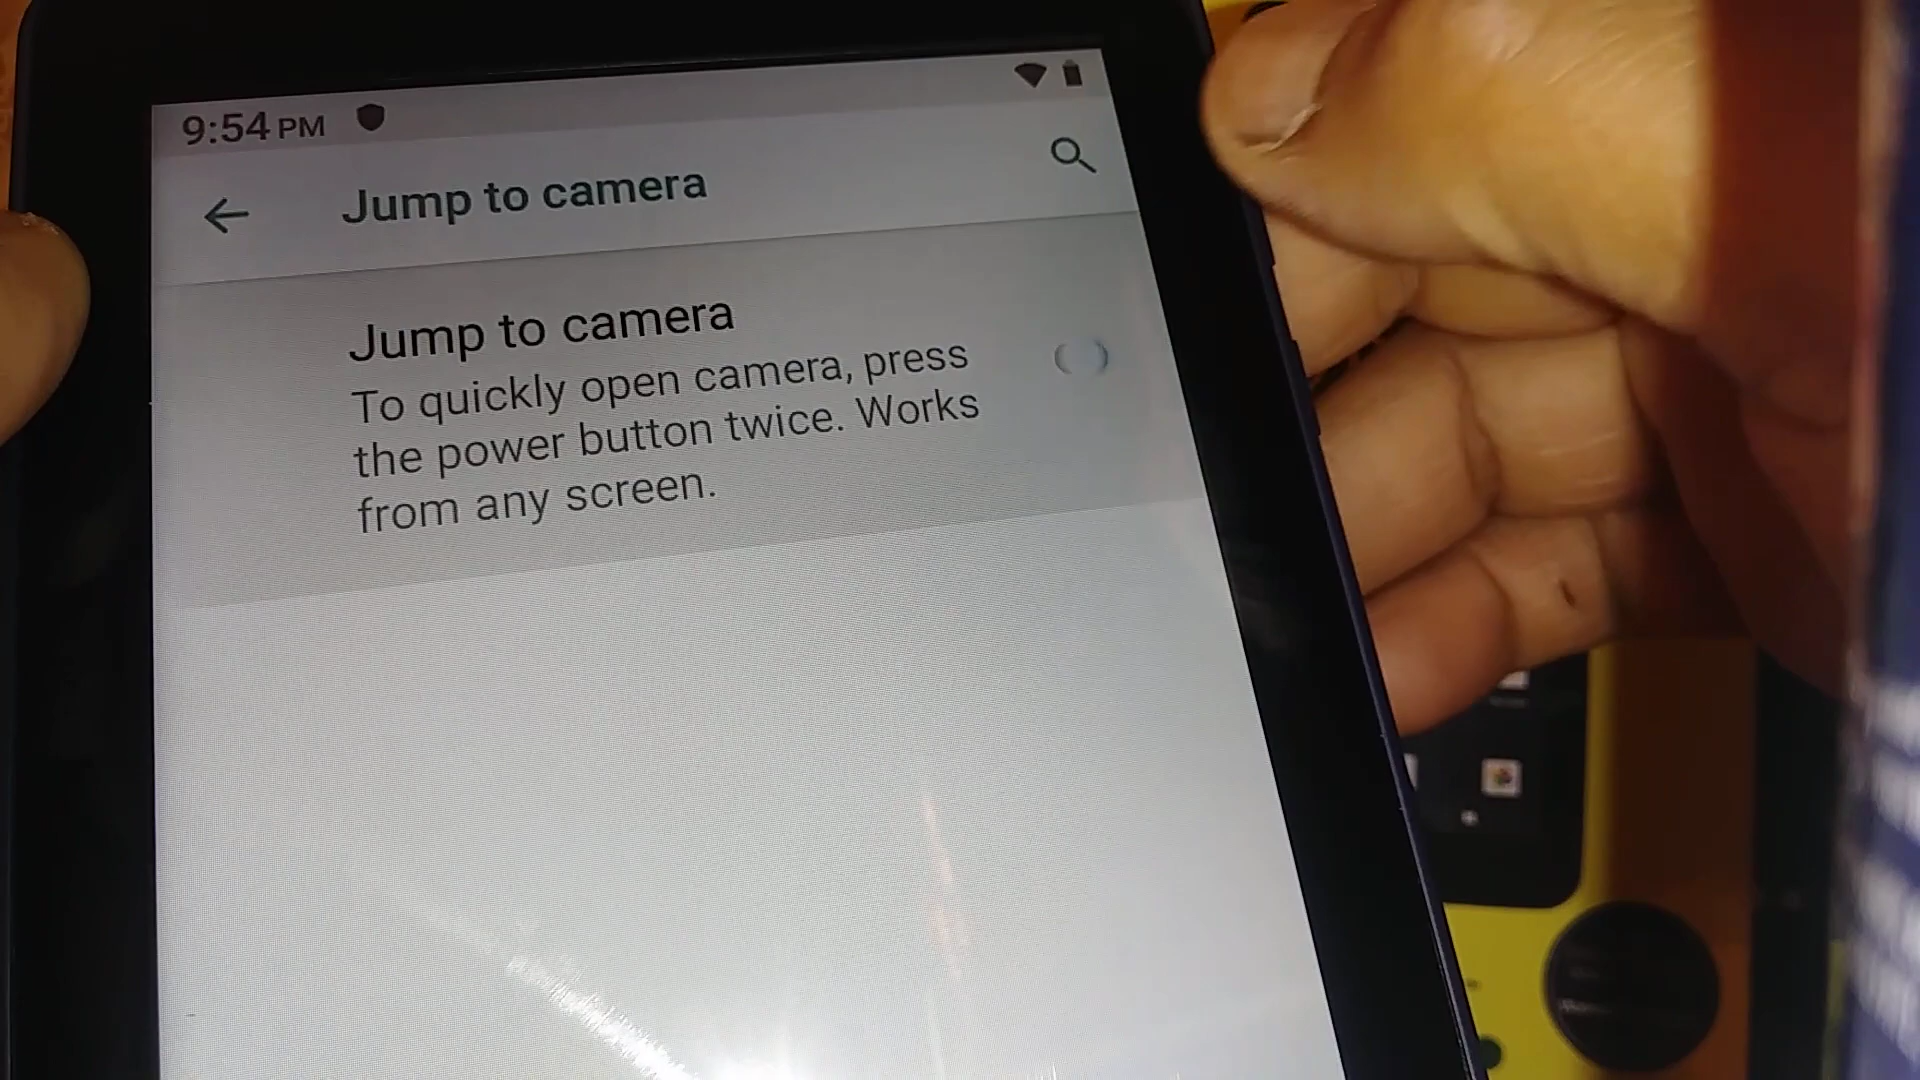 9:54 PM
Jump to camera
Jump to camera
To quickly open camera, press
the power button twice. Works
from any screen.